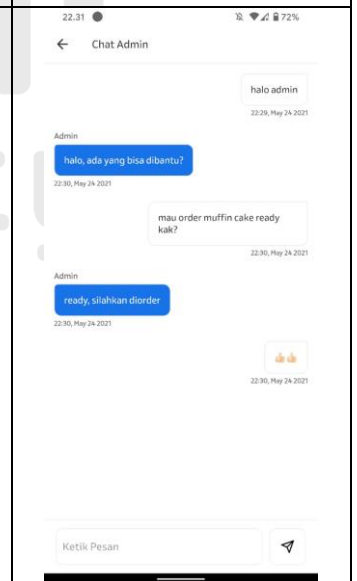 22.31
72%
Chat Admin
halo admin
22:29, May 24 2021
Admin
halo, ada yang bisa dibantu?
22:30, May 24 2021
mau order muffin cake ready
kak?
22:30, May 24 2021
Admin
ready, silahkan diorder
22:30, May 24 2021
👍🏻👍🏻
22:30, May 24 2021
Ketik Pesan